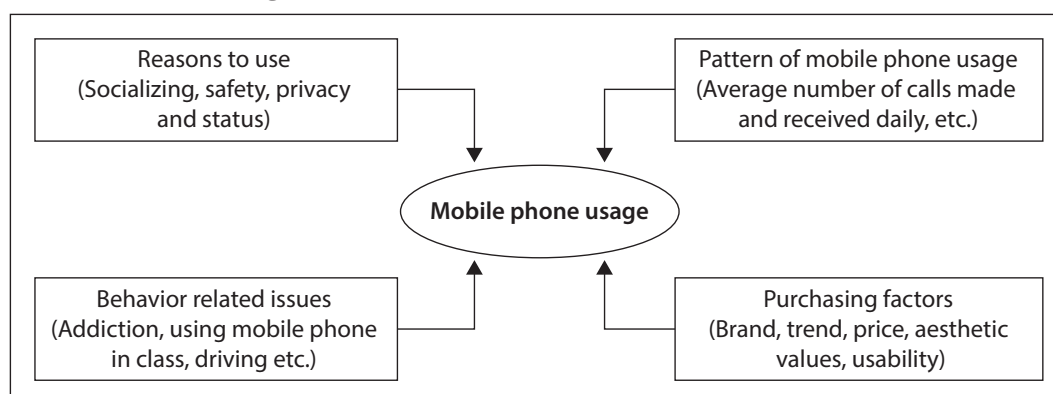 Reasons to use
(Socializing, safety, privacy
and status)
Pattern of mobile phone usage
(Average number of calls made
and received daily, etc.)
Mobile phone usage
Behavior related issues
(Addiction, using mobile phone
in class, driving etc.)
Purchasing factors
(Brand, trend, price, aesthetic
values, usability)